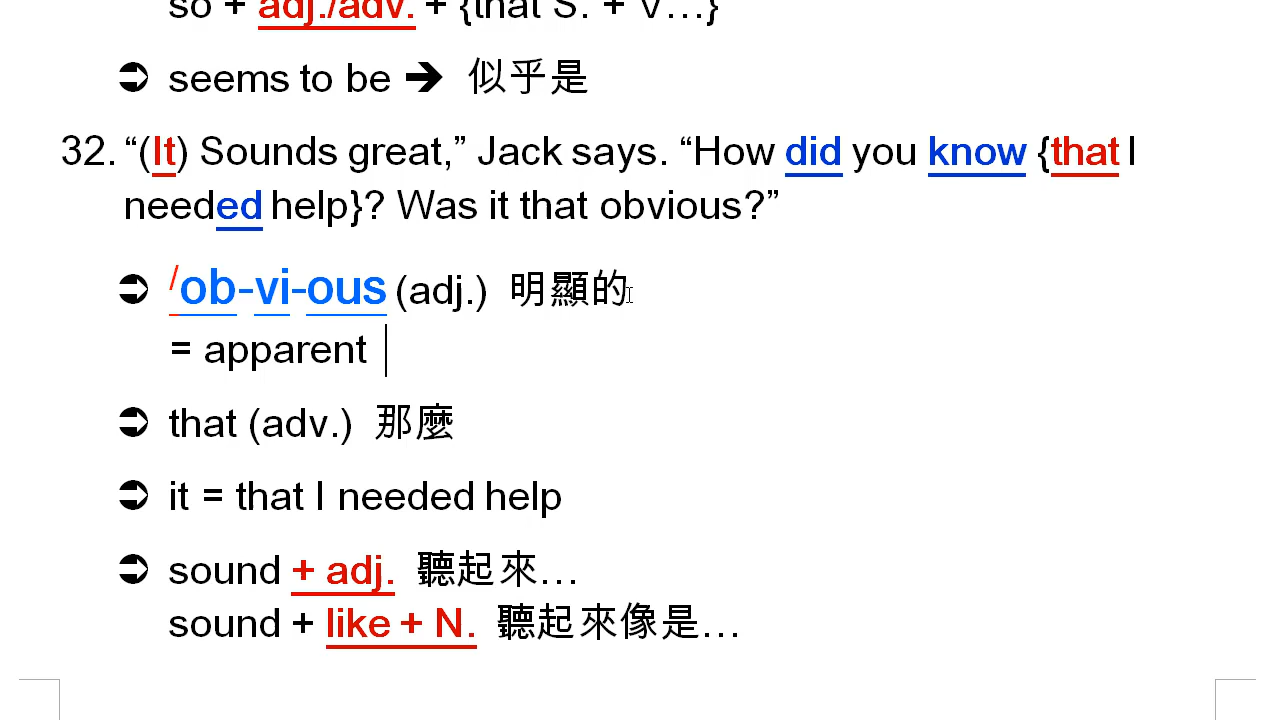 so + adj./adv. + {that S. + V…}
➲ seems to be ➔ 似乎是
32. “(It) Sounds great,” Jack says. “How did you know {that I
needed help}? Was it that obvious?”
➲ /ob-vi-ous (adj.) 明顯的
= apparent
➲ that (adv.) 那麼
➲ it = that I needed help
➲ sound + adj. 聽起來…
sound + like + N. 聽起來像是…